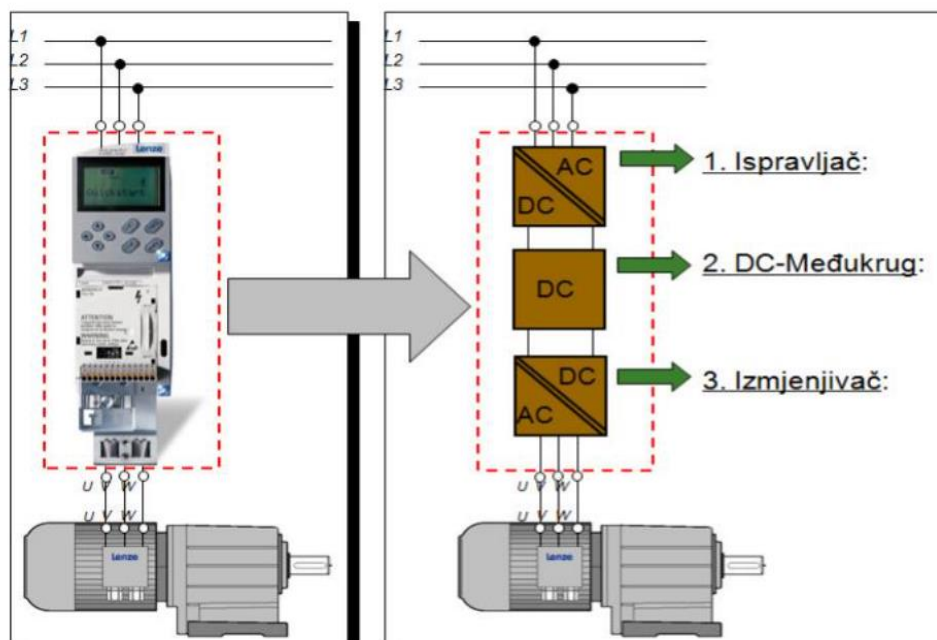 L1
L2
L3
Lenze
Quickstart
ATTENTION
WARNING
U V W
U V W
Lenze
L1
L2
L3
AC
DC
DC
DC
AC
1. Ispravljač:
2. DC-Međukrug:
3. Izmjenjivač:
U V W
U V W
Lenze